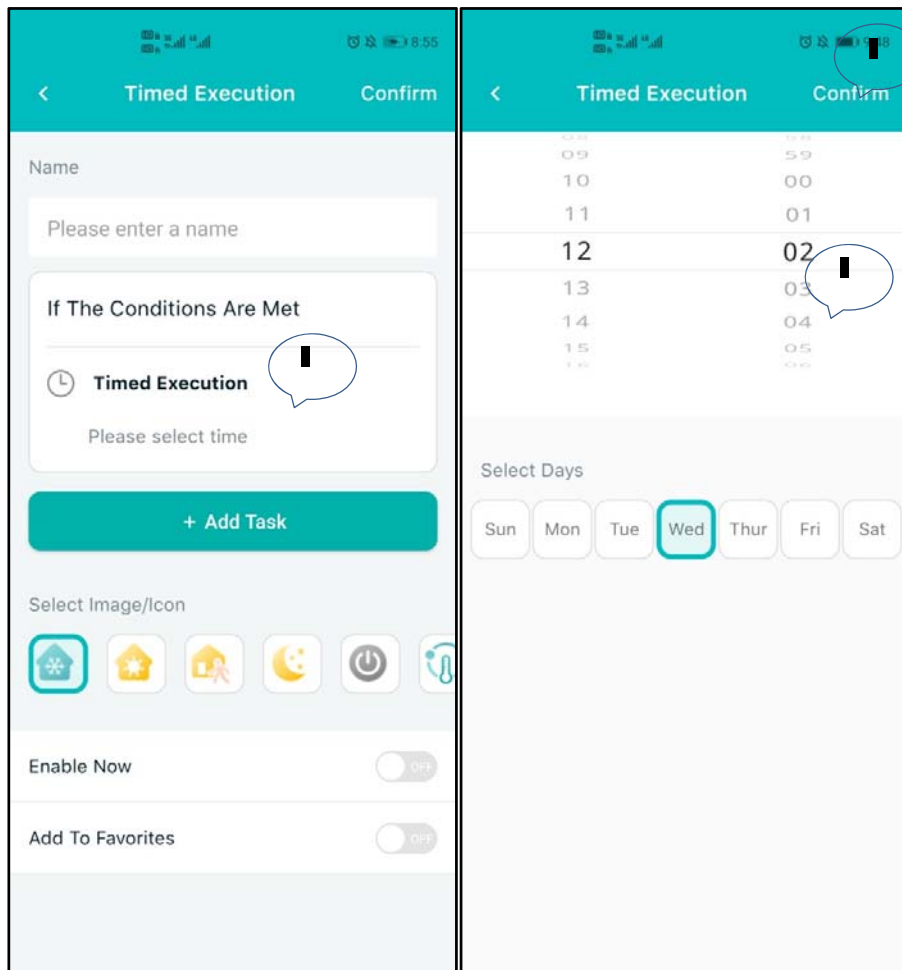 8:55
< Timed Execution Confirm
Name
Please enter a name
If The Conditions Are Met
Timed Execution
Please select time
+ Add Task
Select Image/Icon
Enable Now OFF
Add To Favorites OFF
< Timed Execution Confirm
09 59
10 00
11 01
12 02
13 03
14 04
15 05
16 06
Select Days
Sun Mon Tue Wed Thur Fri Sat